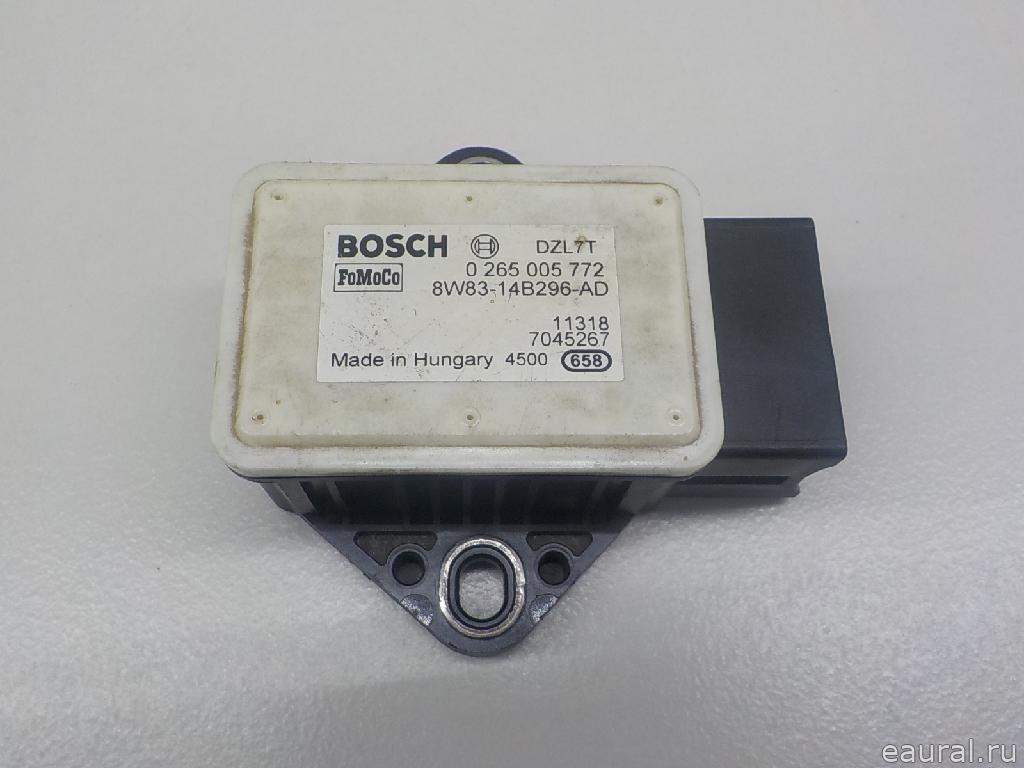 BOSCH DZL7T
FoMoCo 0 265 005 772
8W83-14B296-AD
11318
7045267
Made in Hungary 4500 658
eaural.ru